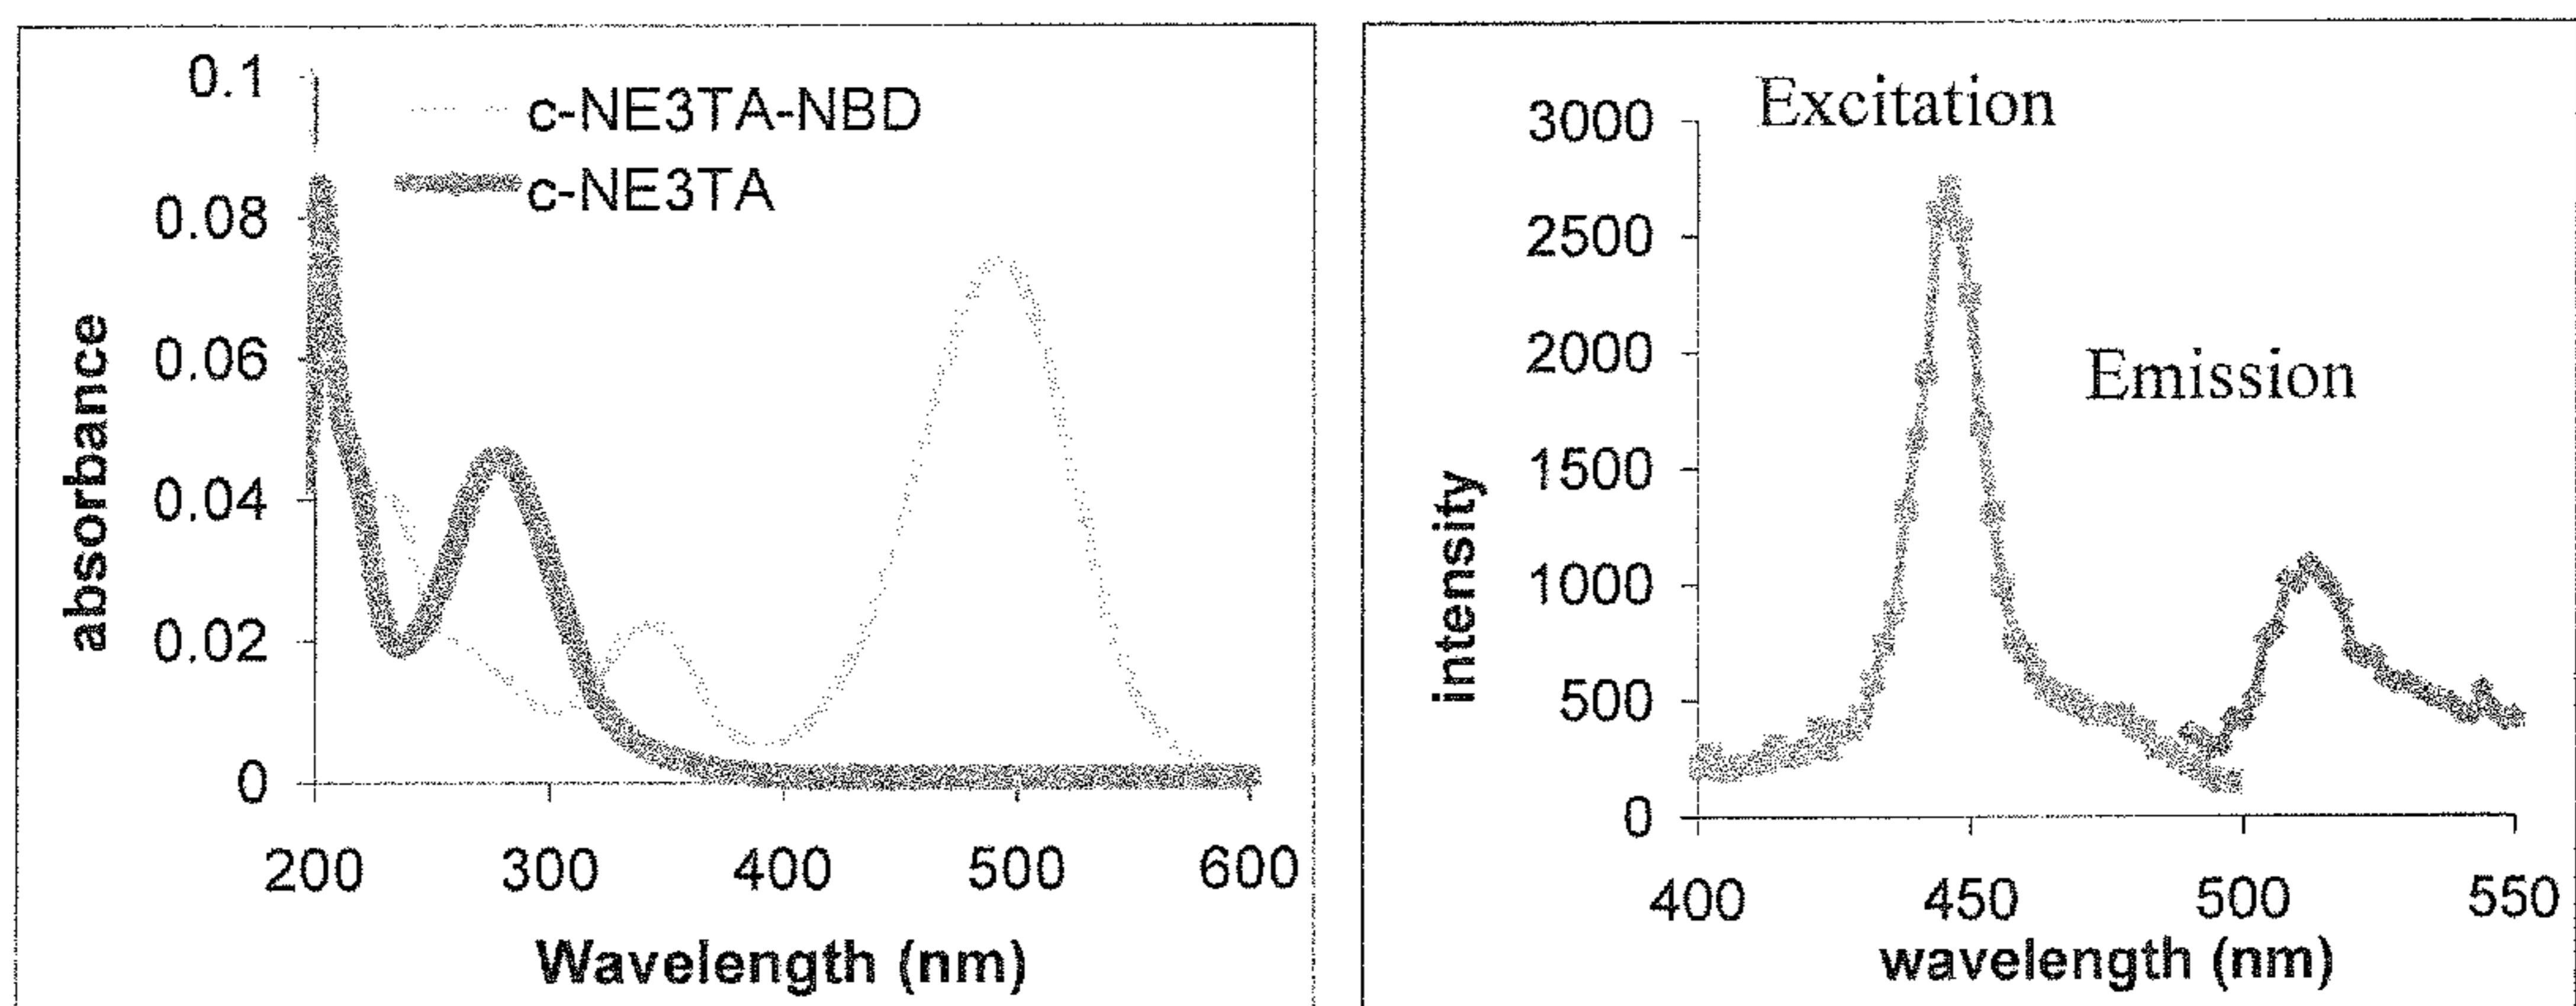 0.1
0.08
0.06
0.04
0.02
0
absorbance
c-NE3TA-NBD
c-NE3TA
200 300 400 500 600
Wavelength (nm)
3000
2500
2000
1500
1000
500
0
intensity
Excitation
Emission
400 450 500 550
wavelength (nm)